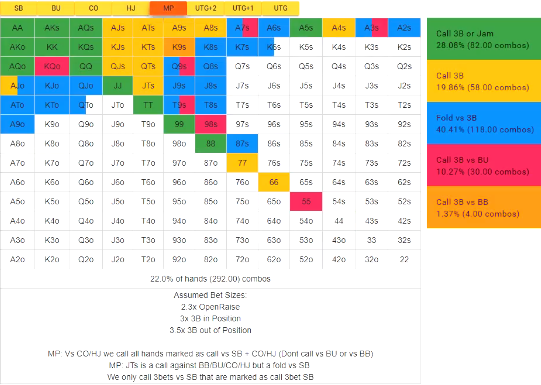 SB BU CO HJ MP UTG+2 UTG+1 UTG
AA AKs AQs AJs ATs A9s A8s A7s A6s A5s A4s A3s A2s
AKo KK KQs KJs KTs K9s K8s K7s K6s K5s K4s K3s K2s
AQo KQo QQ QJs QTs Q9s Q8s Q7s Q6s Q5s Q4s Q3s Q2s
AJo KJo QJo JJ JTs J9s J8s J7s J6s J5s J4s J3s J2s
ATo KTo QTo JTo TT T9s T8s T7s T6s T5s T4s T3s T2s
A9o K9o Q9o J9o T9o 99 98s 97s 96s 95s 94s 93s 92s
A8o K8o Q8o J8o T8o 98o 88 87s 86s 85s 84s 83s 82s
A7o K7o Q7o J7o T7o 97o 87o 77 76s 75s 74s 73s 72s
A6o K6o Q6o J6o T6o 96o 86o 76o 66 65s 64s 63s 62s
A5o K5o Q5o J5o T5o 95o 85o 75o 65o 55 54s 53s 52s
A4o K4o Q4o J4o T4o 94o 84o 74o 64o 54o 44 43s 42s
A3o K3o Q3o J3o T3o 93o 83o 73o 63o 53o 43o 33 32s
A2o K2o Q2o J2o T2o 92o 82o 72o 62o 52o 42o 32o 22
22.0% of hands (292.00) combos
Assumed Bet Sizes:
2.3x OpenRaise
3x 3B in Position
3.5x 3B out of Position
MP: Vs CO/HJ we call all hands marked as call vs SB + CO/HJ (Dont call vs BU or vs BB)
MP: JTs is a call against BB/BU/CO/HJ but a fold vs SB
We only call 3bets vs SB that are marked as call 3bet SB
Call 3B or Jam
28.08% (82.00 combos)
Call 3B
19.86% (58.00 combos)
Fold vs 3B
40.41% (118.00 combos)
Call 3B vs BU
10.27% (30.00 combos)
Call 3B vs BB
1.37% (4.00 combos)